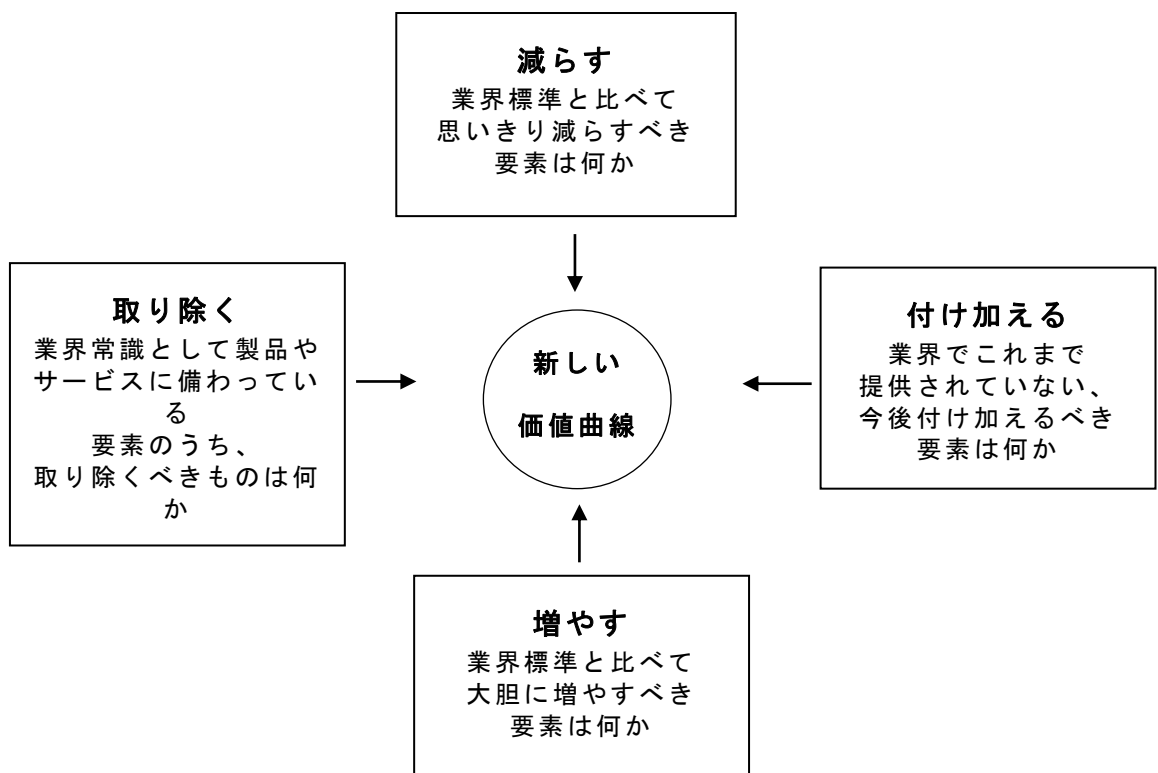 減らす
業界標準と比べて
思いきり減らすべき
要素は何か
取り除く
業界常識として製品や
サービスに備わってい
る
要素のうち、
取り除くべきものは何
か
新しい
価値曲線
付け加える
業界でこれまで
提供されていない、
今後付け加えるべき
要素は何か
増やす
業界標準と比べて
大胆に増やすべき
要素は何か